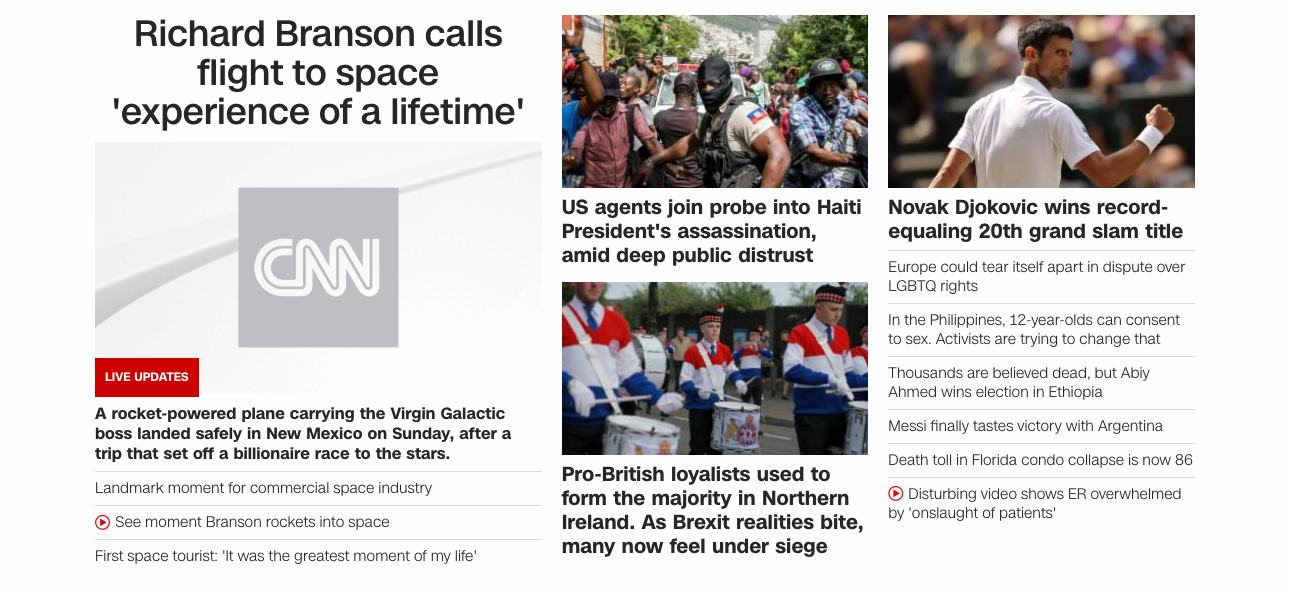 Richard Branson calls
flight to space
'experience of a lifetime'
CNN
LIVE UPDATES
A rocket-powered plane carrying the Virgin Galactic
boss landed safely in New Mexico on Sunday, after a
trip that set off a billionaire race to the stars.
Landmark moment for commercial space industry
See moment Branson rockets into space
First space tourist: 'It was the greatest moment of my life'
US agents join probe into Haiti
President's assassination,
amid deep public distrust
Pro-British loyalists used to
form the majority in Northern
Ireland. As Brexit realities bite,
many now feel under siege
Novak Djokovic wins record-
equaling 20th grand slam title
Europe could tear itself apart in dispute over
LGBTQ rights
In the Philippines, 12-year-olds can consent
to sex. Activists are trying to change that
Thousands are believed dead, but Abiy
Ahmed wins election in Ethiopia
Messi finally tastes victory with Argentina
Death toll in Florida condo collapse is now 86
Disturbing video shows ER overwhelmed
by 'onslaught of patients'